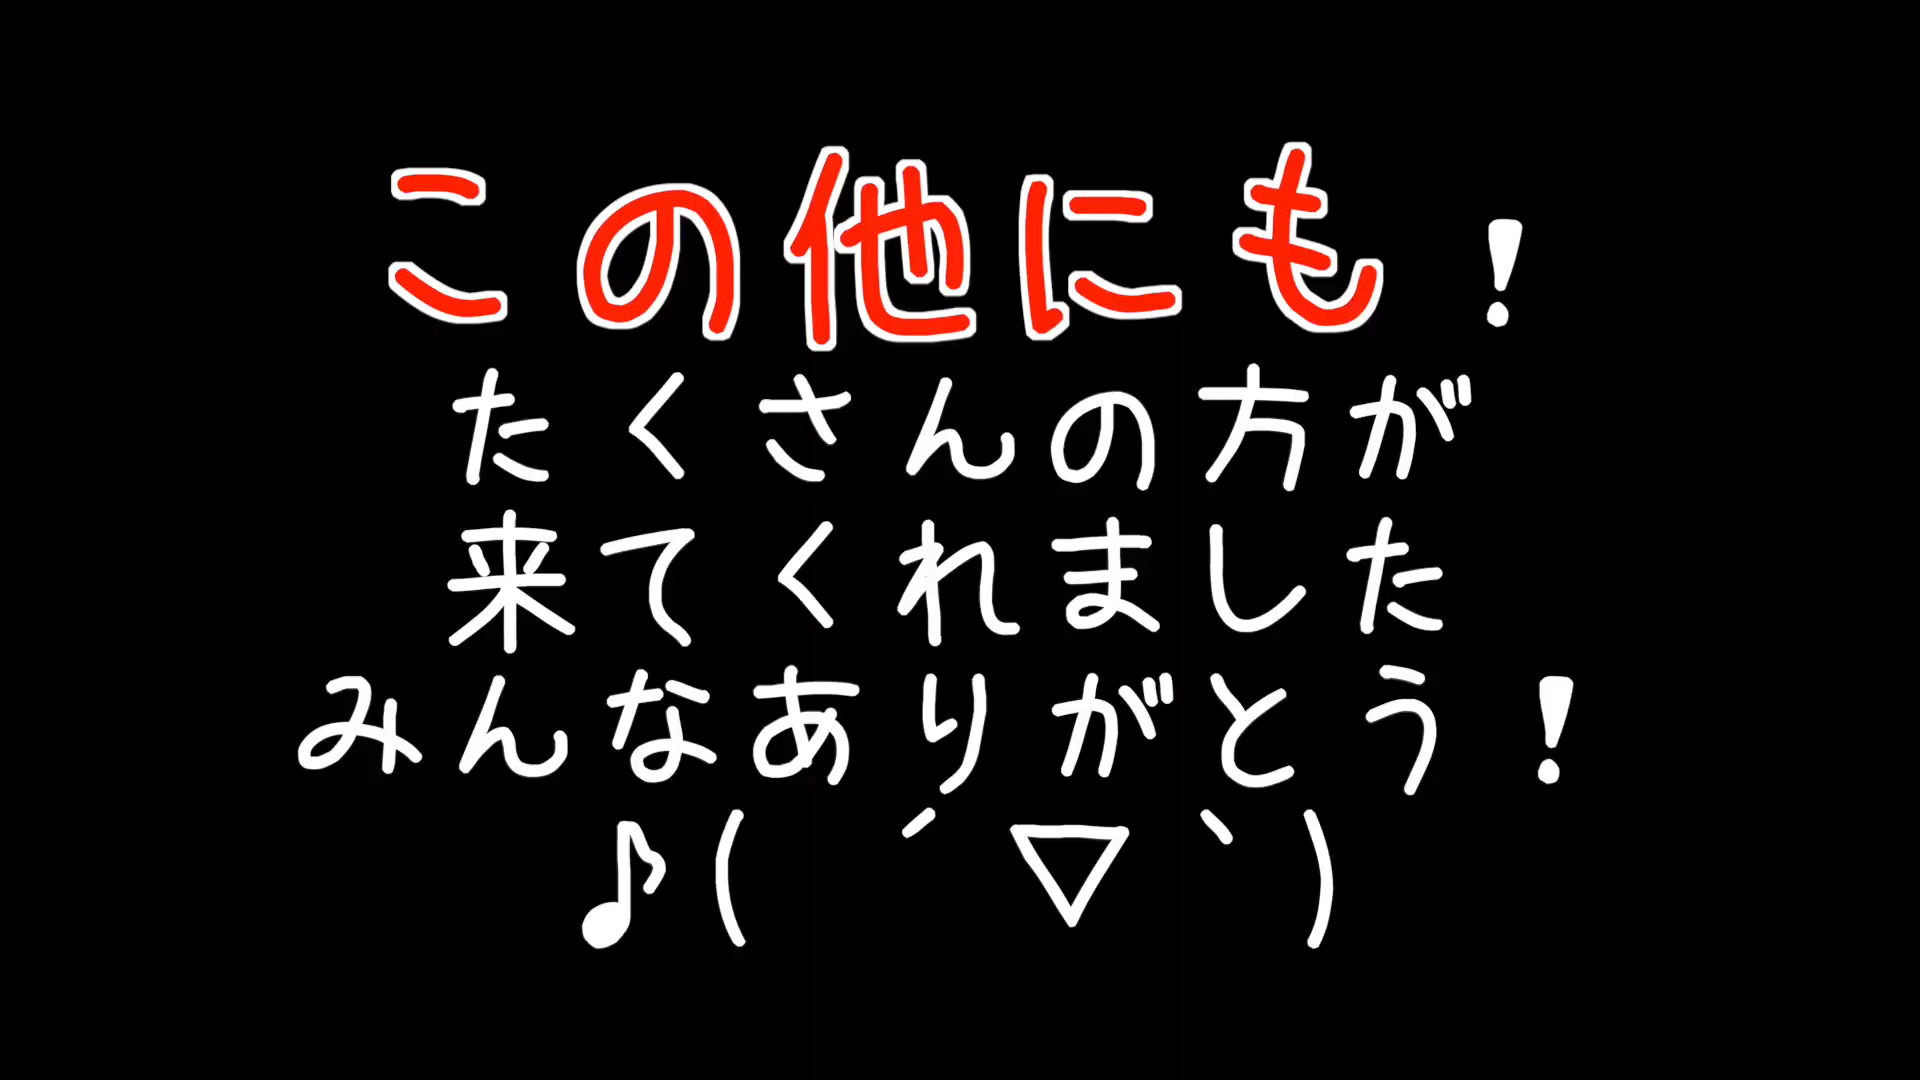 この他にも！
たくさんの方が
来てくれました
みんなありがとう！
♪( ´▽｀)